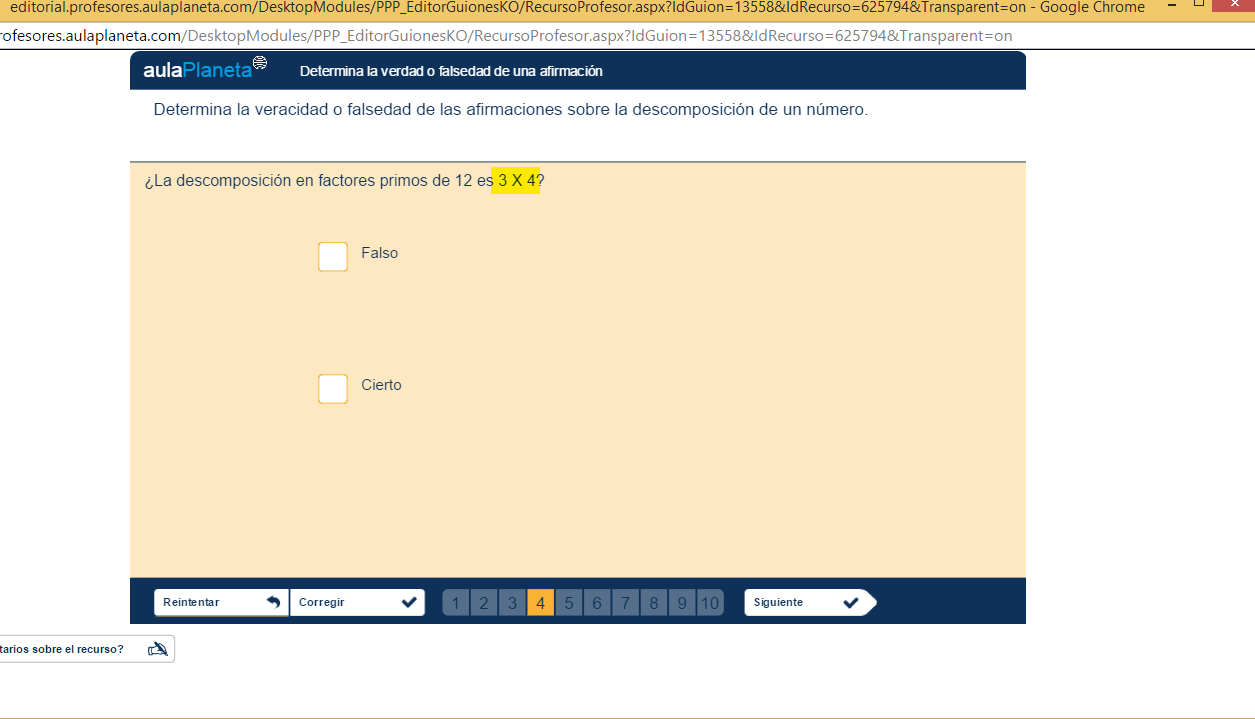 editorial.profesores.aulaplaneta.com/DesktopModules/PPP_EditorGuionesKO/RecursoProfesor.aspx?IdGuion=13558&IdRecurso=625794&Transparent=on - Google Chrome
rofesores.aulaplaneta.com/DesktopModules/PPP_EditorGuionesKO/RecursoProfesor.aspx?IdGuion=13558&IdRecurso=625794&Transparent=on
aulaPlaneta Determina la verdad o falsedad de una afirmación
Determina la veracidad o falsedad de las afirmaciones sobre la descomposición de un número.
¿La descomposición en factores primos de 12 es 3 X 4?
Falso
Cierto
Reintentar Corregir 1 2 3 4 5 6 7 8 9 10 Siguiente
tarios sobre el recurso?